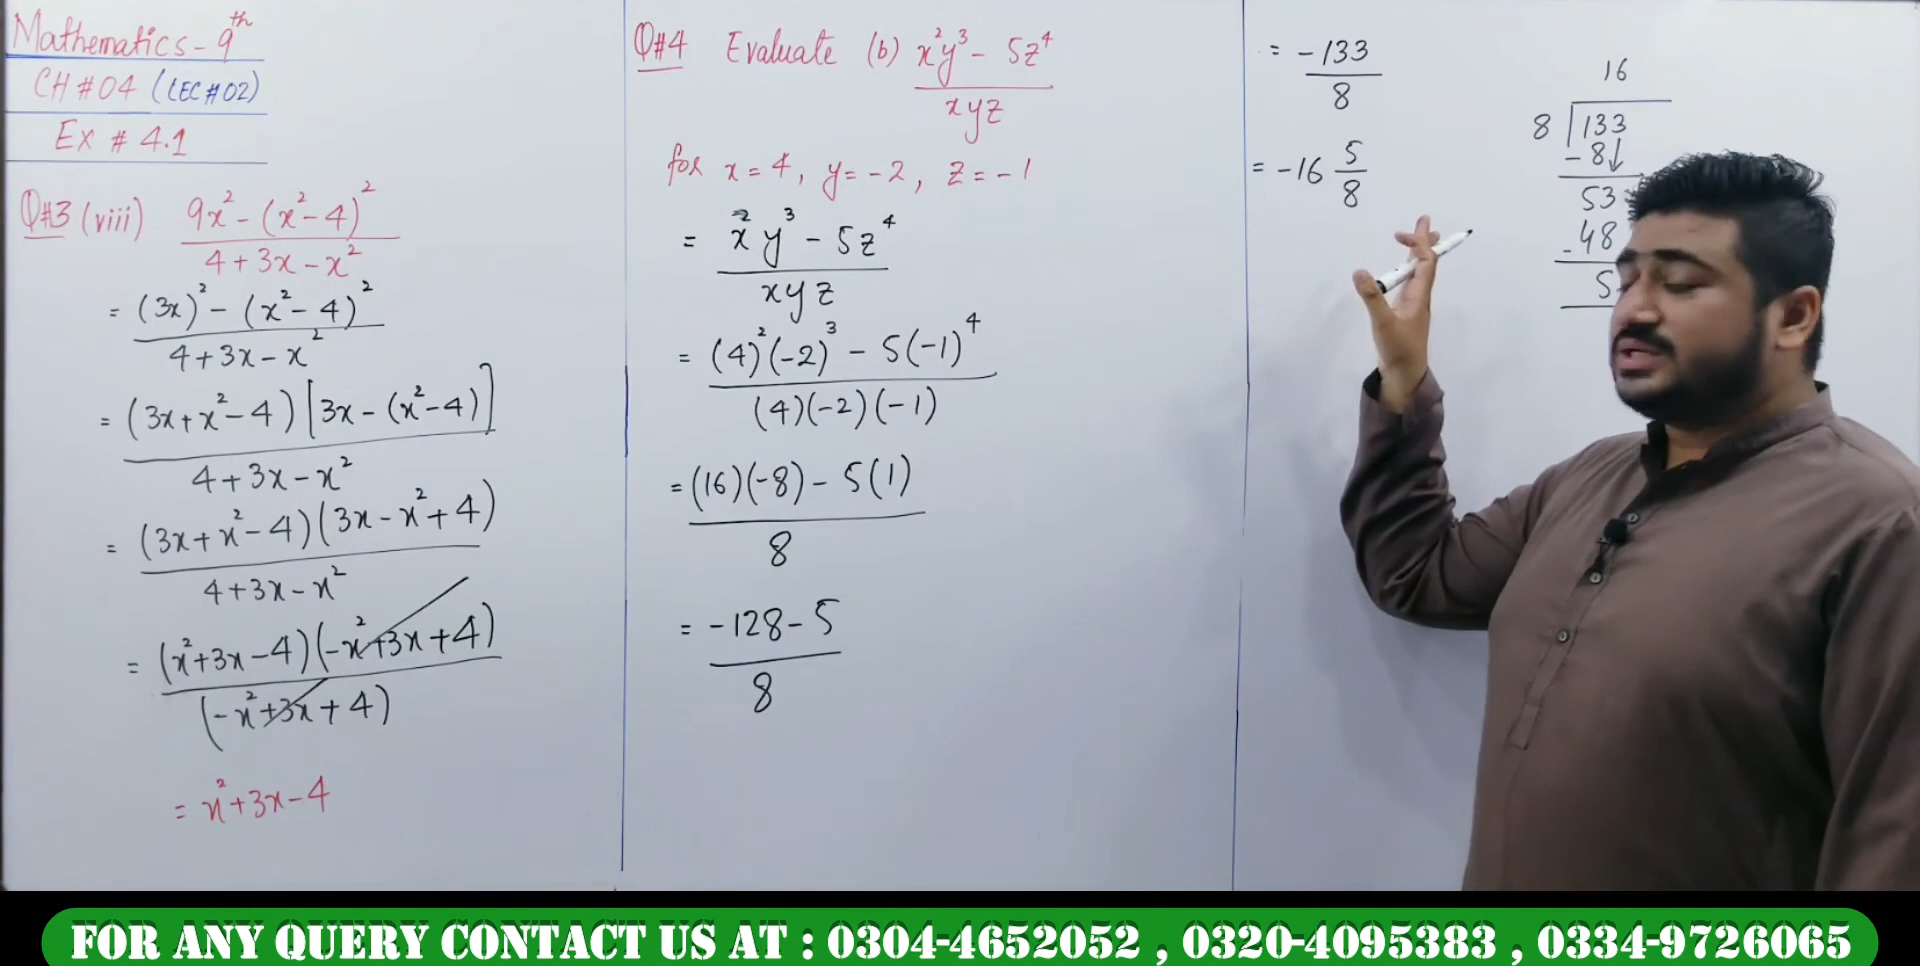 Mathematics - 9th
CH # 04 (LEC # 02)
Ex # 4.1
Q#3 (viii) 9x² - (x² - 4)²
4 + 3x - x²
= (3x)² - (x² - 4)²
4 + 3x - x²
= (3x + x² - 4) [3x - (x² - 4)]
4 + 3x - x²
= (3x + x² - 4)(3x - x² + 4)
4 + 3x - x²
= (x² + 3x - 4)(-x² + 3x + 4)
(-x² + 3x + 4)
= x² + 3x - 4
Q#4 Evaluate (b) x²y³ - 5z⁴
xyz
for x = 4, y = -2, z = -1
= x²y³ - 5z⁴
xyz
= (4)²(-2)³ - 5(-1)⁴
(4)(-2)(-1)
= (16)(-8) - 5(1)
8
= -128 - 5
8
= -133
8
= -16 5
8
16
8 133
- 8↓
53
- 48
5
FOR ANY QUERY CONTACT US AT : 0304-4652052 , 0320-4095383 , 0334-9726065